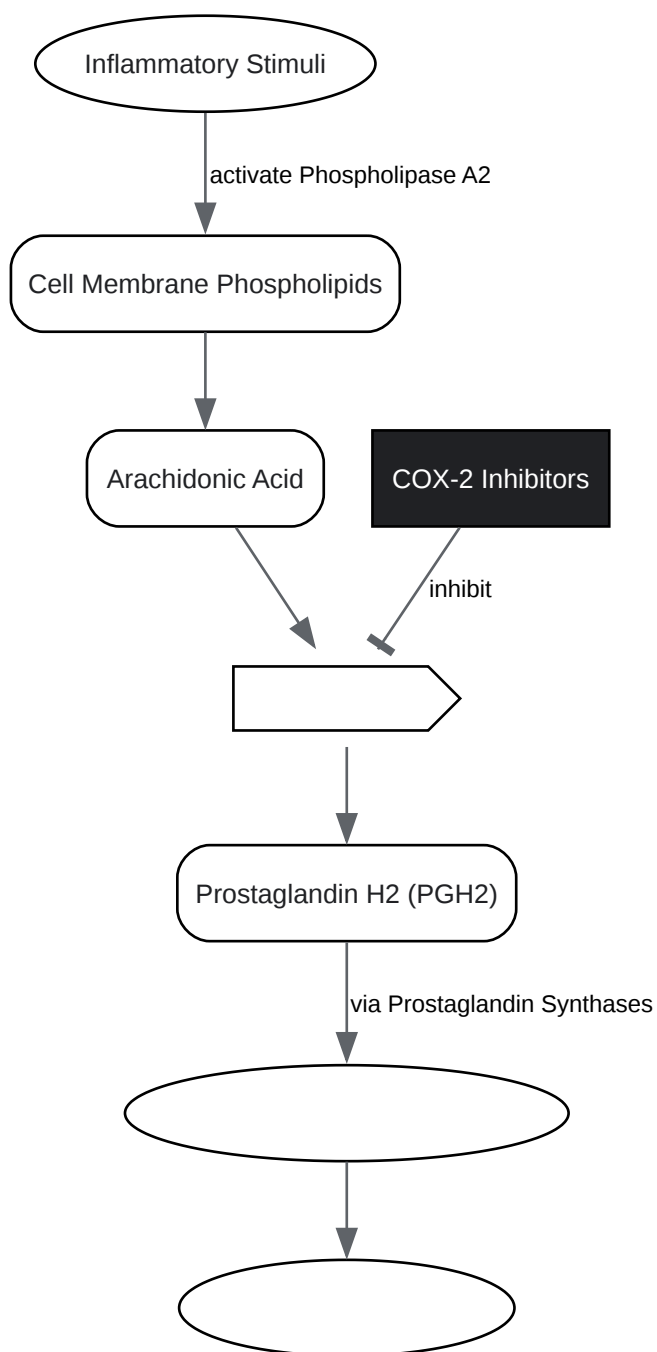 Inflammatory Stimuli
activate Phospholipase A2
Cell Membrane Phospholipids
Arachidonic Acid
COX-2 Inhibitors
inhibit
Prostaglandin H2 (PGH2)
via Prostaglandin Synthases